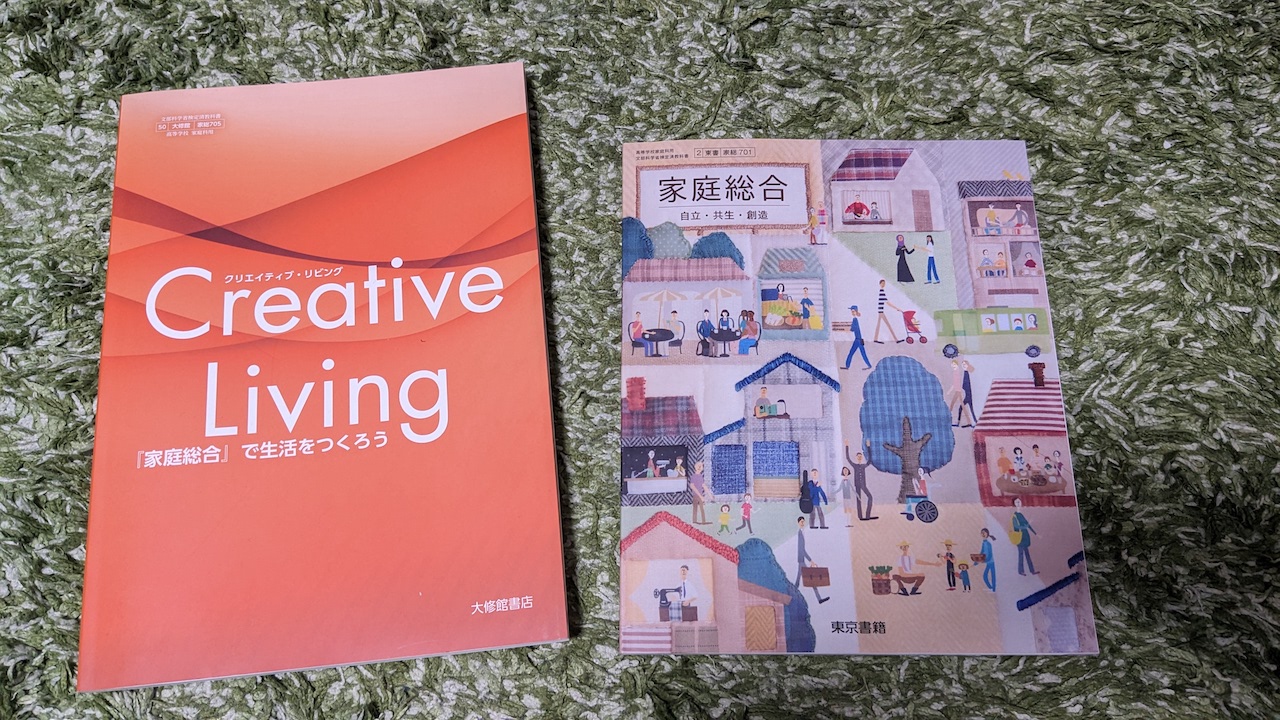 文部科学省検定済教科書
50 大修館 家総705
高等学校 家庭科用
クリエイティブ・リビング
Creative
Living
『家庭総合』で生活をつくろう
大修館書店
高等学校家庭科用
文部科学省検定済教科書
2 東書 家総 701
家庭総合
自立・共生・創造
東京書籍